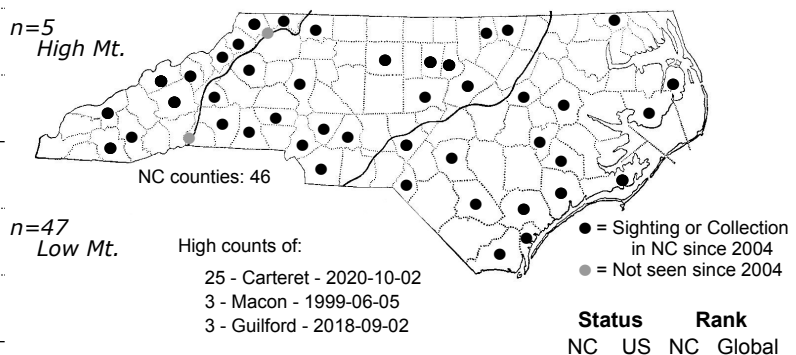 n=5
High Mt.
NC counties: 46
n=47
Low Mt.
High counts of:
25 - Carteret - 2020-10-02
3 - Macon - 1999-06-05
3 - Guilford - 2018-09-02
● = Sighting or Collection
in NC since 2004
● = Not seen since 2004
Status Rank
NC US NC Global